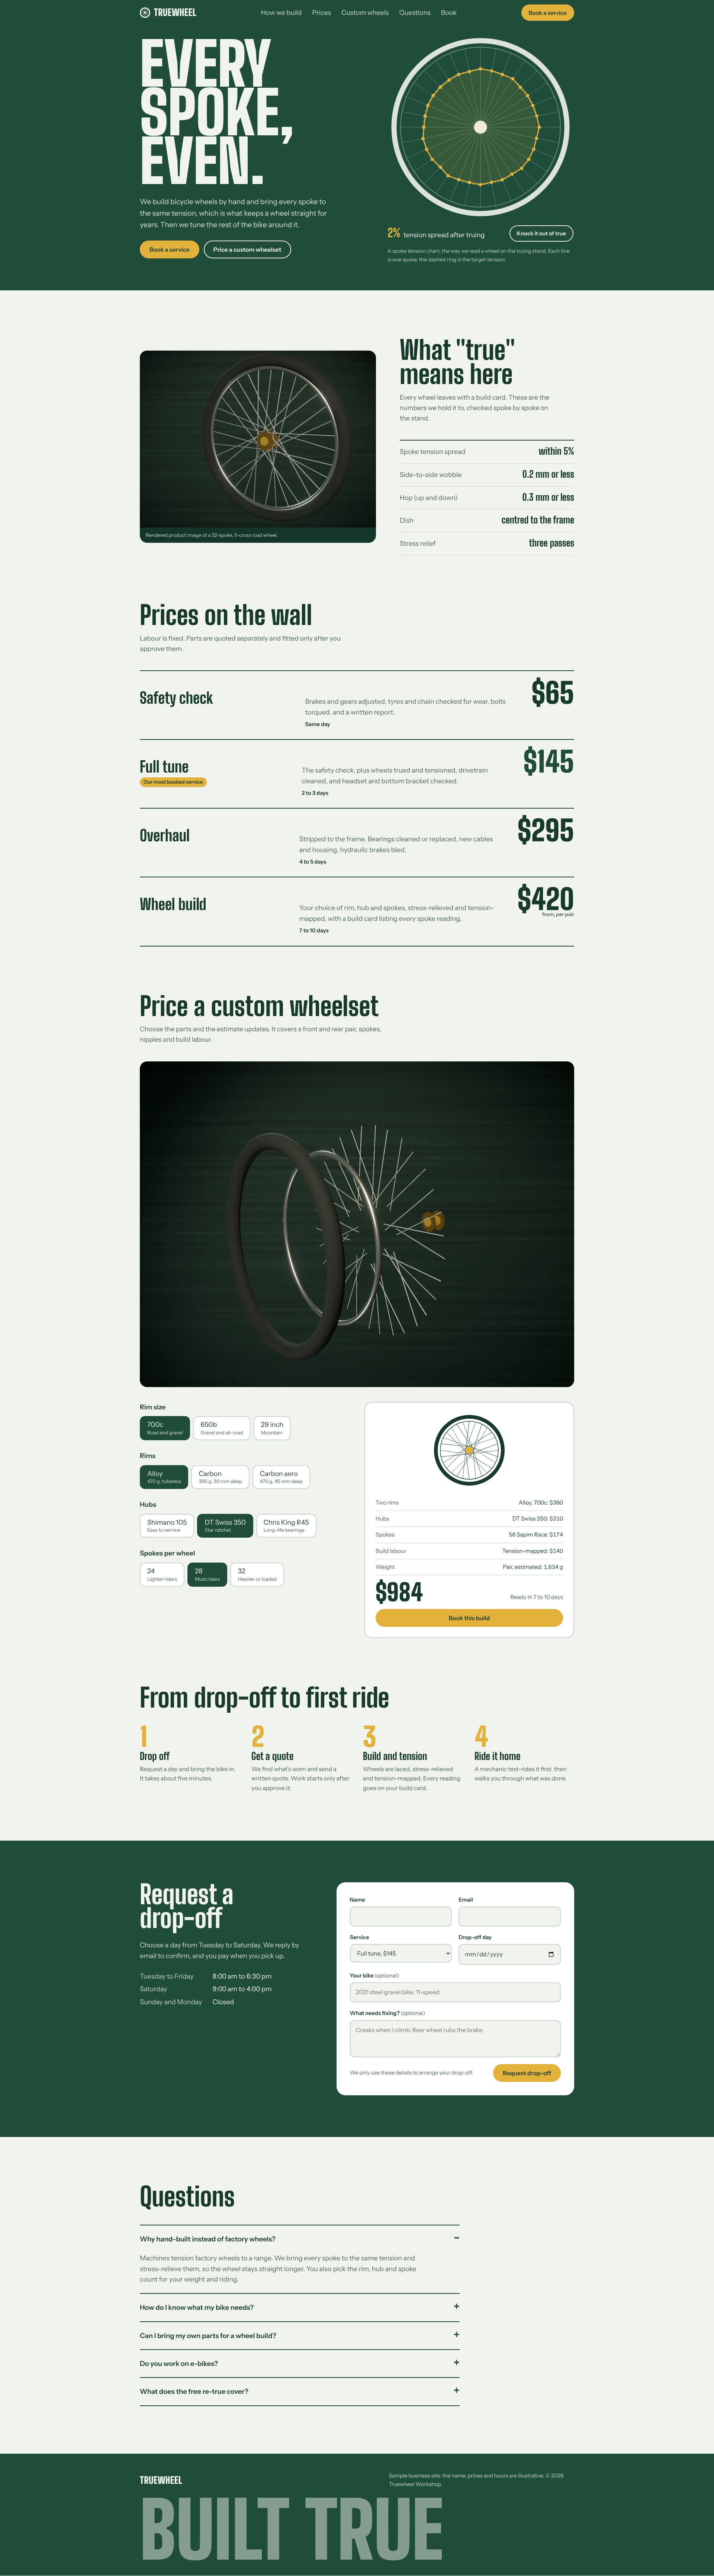 TRUEWHEEL
How we build
Prices
Custom wheels
Questions
Book
Book a service
EVERY
SPOKE,
EVEN.
We build bicycle wheels by hand and bring every spoke to
the same tension, which is what keeps a wheel straight for
years. Then we tune the rest of the bike around it.
Book a service
Price a custom wheelset
2% tension spread after truing
Knock it out of true
A spoke tension chart, the way we read a wheel on the truing stand. Each line
is one spoke; the dashed ring is the target tension.
Rendered product image of a 32-spoke, 3-cross road wheel.
What "true"
means here
Every wheel leaves with a build card. These are the
numbers we hold it to, checked spoke by spoke on
the stand.
Spoke tension spread within 5%
Side-to-side wobble 0.2 mm or less
Hop (up and down) 0.3 mm or less
Dish centred to the frame
Stress relief three passes
Prices on the wall
Labour is fixed. Parts are quoted separately and fitted only after you
approve them.
Safety check
Brakes and gears adjusted, tyres and chain checked for wear, bolts
torqued, and a written report.
Same day
$65
Full tune
Our most booked service
The safety check, plus wheels trued and tensioned, drivetrain
cleaned, and headset and bottom bracket checked.
2 to 3 days
$145
Overhaul
Stripped to the frame. Bearings cleaned or replaced, new cables
and housing, hydraulic brakes bled.
4 to 5 days
$295
Wheel build
Your choice of rim, hub and spokes, stress-relieved and tension-
mapped, with a build card listing every spoke reading.
7 to 10 days
$420
from, per pair
Price a custom wheelset
Choose the parts and the estimate updates. It covers a front and rear pair, spokes,
nipples and build labour.
Rim size
700c
Road and gravel
650b
Gravel and all-road
29 inch
Mountain
Rims
Alloy
470 g, tubeless
Carbon
395 g, 30 mm deep
Carbon aero
470 g, 45 mm deep
Hubs
Shimano 105
Easy to service
DT Swiss 350
Star ratchet
Chris King R45
Long-life bearings
Spokes per wheel
24
Lighter riders
28
Most riders
32
Heavier or loaded
Two rims Alloy, 700c: $360
Hubs DT Swiss 350: $310
Spokes 56 Sapim Race: $174
Build labour Tension-mapped: $140
Weight Pair, estimated: 1,634 g
$984
Ready in 7 to 10 days
Book this build
From drop-off to first ride
1
Drop off
Request a day and bring the bike in.
It takes about five minutes.
2
Get a quote
We find what's worn and send a
written quote. Work starts only after
you approve it.
3
Build and tension
Wheels are laced, stress-relieved
and tension-mapped. Every reading
goes on your build card.
4
Ride it home
A mechanic test-rides it first, then
walks you through what was done.
Request a
drop-off
Choose a day from Tuesday to Saturday. We reply by
email to confirm, and you pay when you pick up.
Tuesday to Friday 8:00 am to 6:30 pm
Saturday 9:00 am to 4:00 pm
Sunday and Monday Closed
Name
Email
Service
Full tune, $145
Drop-off day
mm/dd/yyyy
Your bike (optional)
2021 steel gravel bike, 11-speed
What needs fixing? (optional)
Creaks when I climb. Rear wheel rubs the brake.
We only use these details to arrange your drop-off.
Request drop-off
Questions
Why hand-built instead of factory wheels?
Machines tension factory wheels to a range. We bring every spoke to the same tension and
stress-relieve them, so the wheel stays straight longer. You also pick the rim, hub and spoke
count for your weight and riding.
How do I know what my bike needs?
Can I bring my own parts for a wheel build?
Do you work on e-bikes?
What does the free re-true cover?
TRUEWHEEL
Sample business site: the name, prices and hours are illustrative. © 2026
Truewheel Workshop.
BUILT TRUE